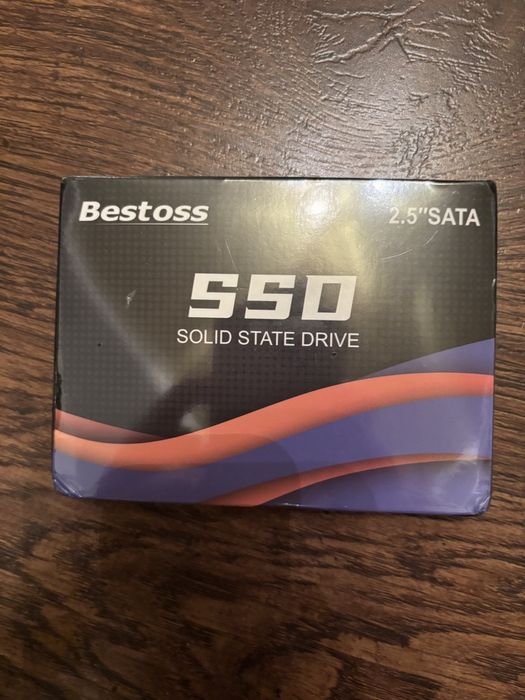 Bestoss
2.5"SATA
SSD
SOLID STATE DRIVE